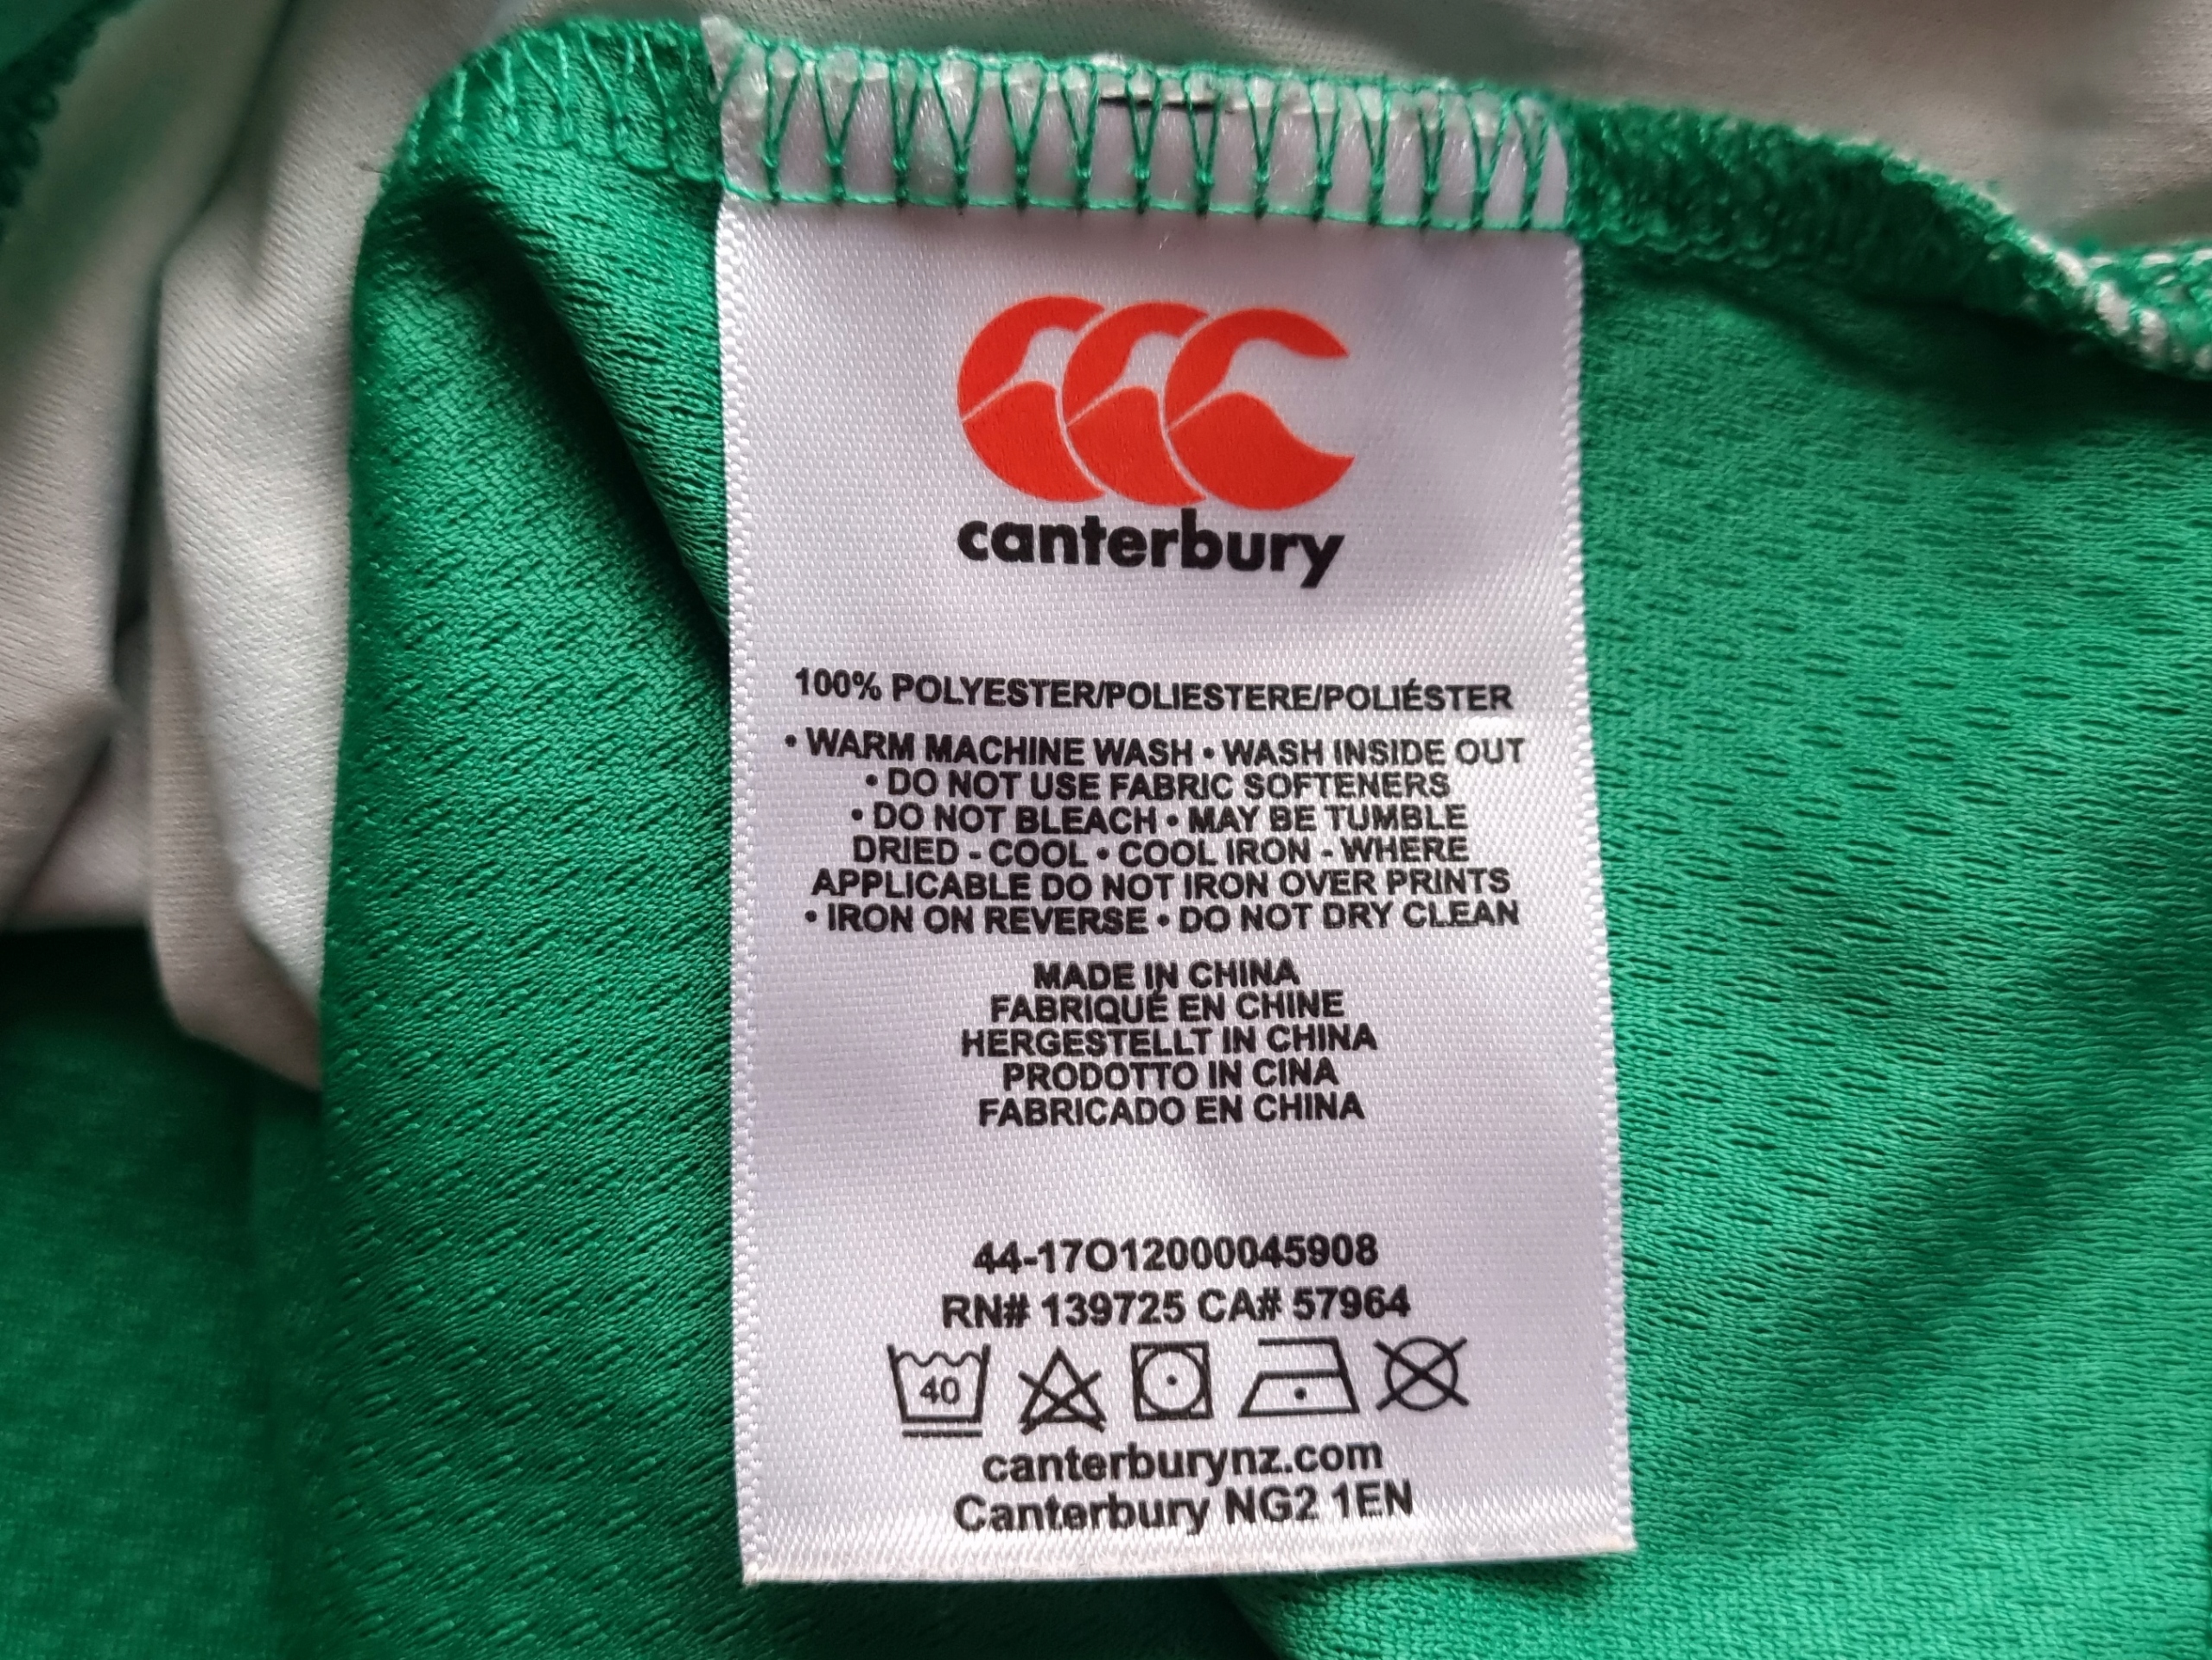 canterbury
100% POLYESTER/POLIESTERE/POLIÉSTER
• WARM MACHINE WASH • WASH INSIDE OUT
• DO NOT USE FABRIC SOFTENERS
• DO NOT BLEACH • MAY BE TUMBLE
DRIED - COOL • COOL IRON - WHERE
APPLICABLE DO NOT IRON OVER PRINTS
• IRON ON REVERSE • DO NOT DRY CLEAN
MADE IN CHINA
FABRIQUÉ EN CHINE
HERGESTELLT IN CHINA
PRODOTTO IN CINA
FABRICADO EN CHINA
44-17O12000045908
RN# 139725 CA# 57964
40
canterburynz.com
Canterbury NG2 1EN